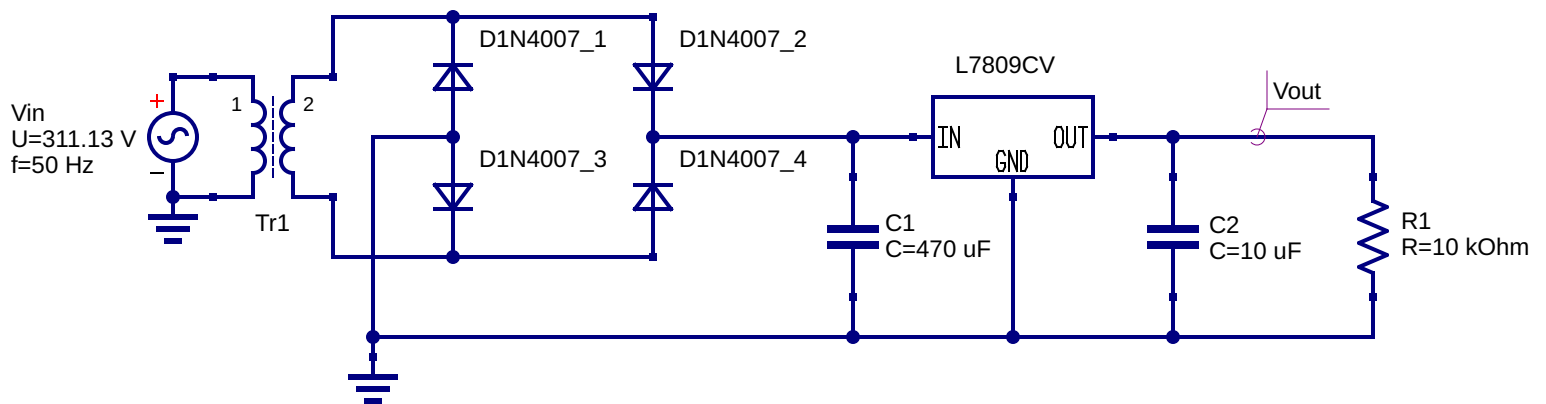 Vin
U=311.13 V
f=50 Hz
+
−
1
2
Tr1
D1N4007_1
D1N4007_2
D1N4007_3
D1N4007_4
L7809CV
IN
OUT
GND
C1
C=470 uF
C2
C=10 uF
Vout
R1
R=10 kOhm